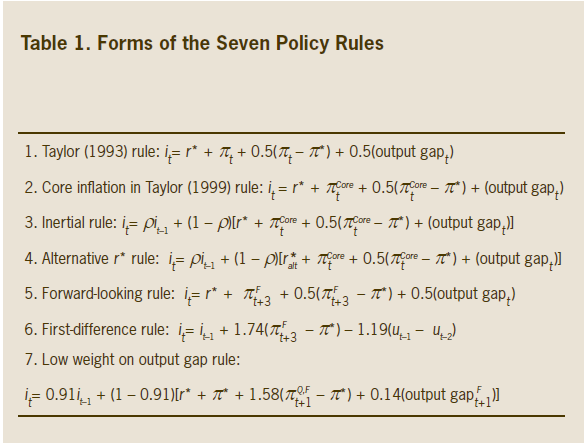 Table 1. Forms of the Seven Policy Rules
1. Taylor (1993) rule: iₜ= r* + πₜ + 0.5(πₜ – π*) + 0.5(output gapₜ)
2. Core inflation in Taylor (1999) rule: iₜ = r* + πₜ^Core + 0.5(πₜ^Core – π*) + (output gapₜ)
3. Inertial rule: iₜ= ρiₜ₋₁ + (1 – ρ)[r* + πₜ^Core + 0.5(πₜ^Core – π*) + (output gapₜ)]
4. Alternative r* rule: iₜ= ρiₜ₋₁ + (1 – ρ)[r*_alt + πₜ^Core + 0.5(πₜ^Core – π*) + (output gapₜ)]
5. Forward-looking rule: iₜ= r* + π^F_t+3 + 0.5(π^F_t+3 – π*) + 0.5(output gapₜ)
6. First-difference rule: iₜ= iₜ₋₁ + 1.74(π^F_t+3 – π*) – 1.19(uₜ₋₁ – uₜ₋₂)
7. Low weight on output gap rule:
iₜ= 0.91iₜ₋₁ + (1 – 0.91)[r* + π* + 1.58(π^Q,F_t+1 – π*) + 0.14(output gap^F_t+1)]